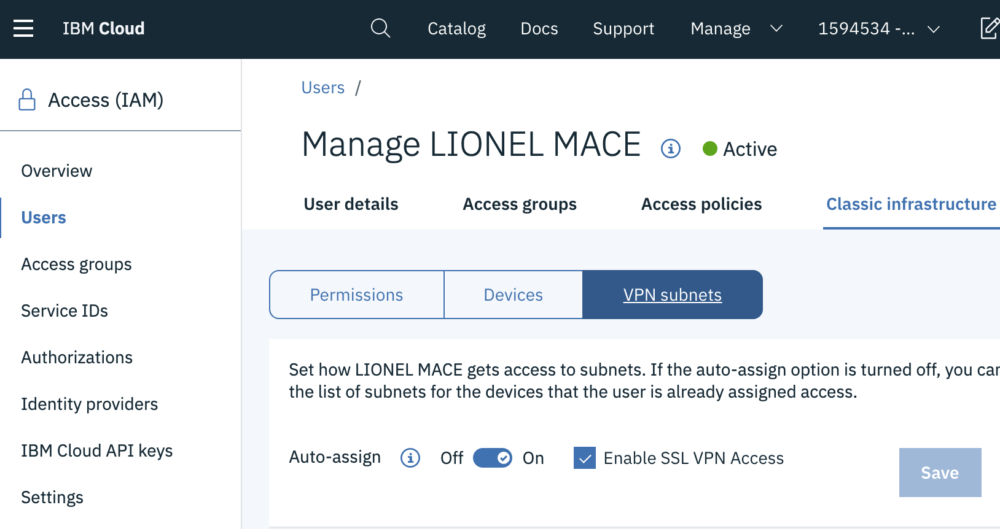 IBM Cloud
Catalog
Docs
Support
Manage
1594534 -...
Access (IAM)
Overview
Users
Access groups
Service IDs
Authorizations
Identity providers
IBM Cloud API keys
Settings
Users /
Manage LIONEL MACE
Active
User details
Access groups
Access policies
Classic infrastructure
Permissions
Devices
VPN subnets
Set how LIONEL MACE gets access to subnets. If the auto-assign option is turned off, you can
the list of subnets for the devices that the user is already assigned access.
Auto-assign
Off
On
Enable SSL VPN Access
Save